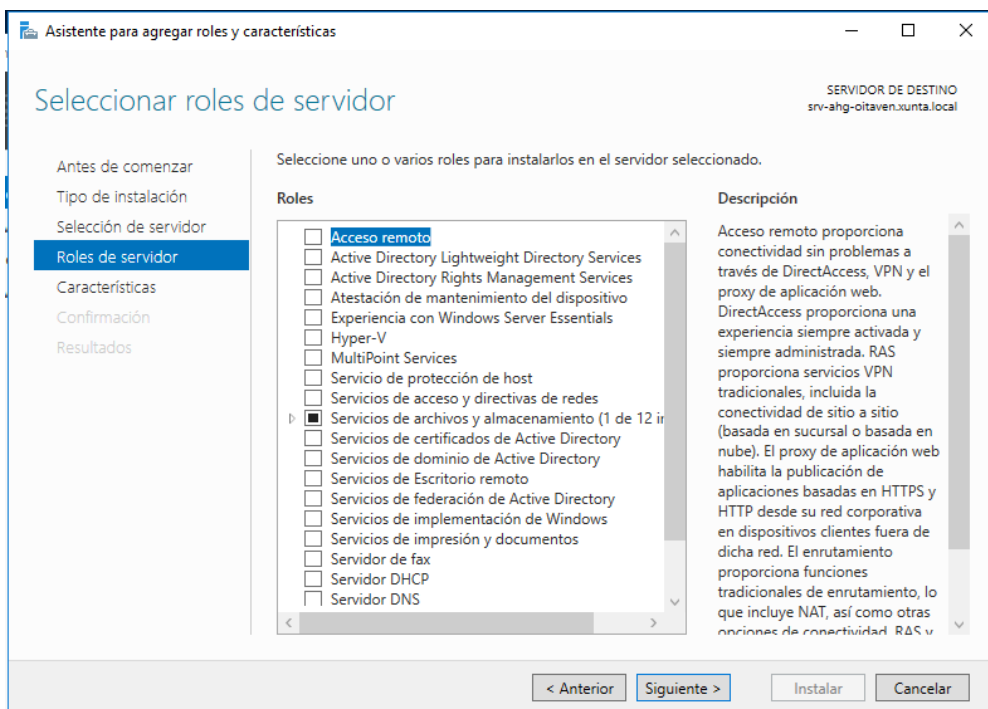 Asistente para agregar roles y características
Seleccionar roles de servidor
SERVIDOR DE DESTINO
srv-ahg-oitaven.xunta.local
Antes de comenzar
Tipo de instalación
Selección de servidor
Roles de servidor
Características
Confirmación
Resultados
Seleccione uno o varios roles para instalarlos en el servidor seleccionado.
Roles
Acceso remoto
Active Directory Lightweight Directory Services
Active Directory Rights Management Services
Atestación de mantenimiento del dispositivo
Experiencia con Windows Server Essentials
Hyper-V
MultiPoint Services
Servicio de protección de host
Servicios de acceso y directivas de redes
Servicios de archivos y almacenamiento (1 de 12 in
Servicios de certificados de Active Directory
Servicios de dominio de Active Directory
Servicios de Escritorio remoto
Servicios de federación de Active Directory
Servicios de implementación de Windows
Servicios de impresión y documentos
Servidor de fax
Servidor DHCP
Servidor DNS
Descripción
Acceso remoto proporciona
conectividad sin problemas a
través de DirectAccess, VPN y el
proxy de aplicación web.
DirectAccess proporciona una
experiencia siempre activada y
siempre administrada. RAS
proporciona servicios VPN
tradicionales, incluida la
conectividad de sitio a sitio
(basada en sucursal o basada en
nube). El proxy de aplicación web
habilita la publicación de
aplicaciones basadas en HTTPS y
HTTP desde su red corporativa
en dispositivos clientes fuera de
dicha red. El enrutamiento
proporciona funciones
tradicionales de enrutamiento, lo
que incluye NAT, así como otras
opciones de conectividad. RAS y
< Anterior
Siguiente >
Instalar
Cancelar